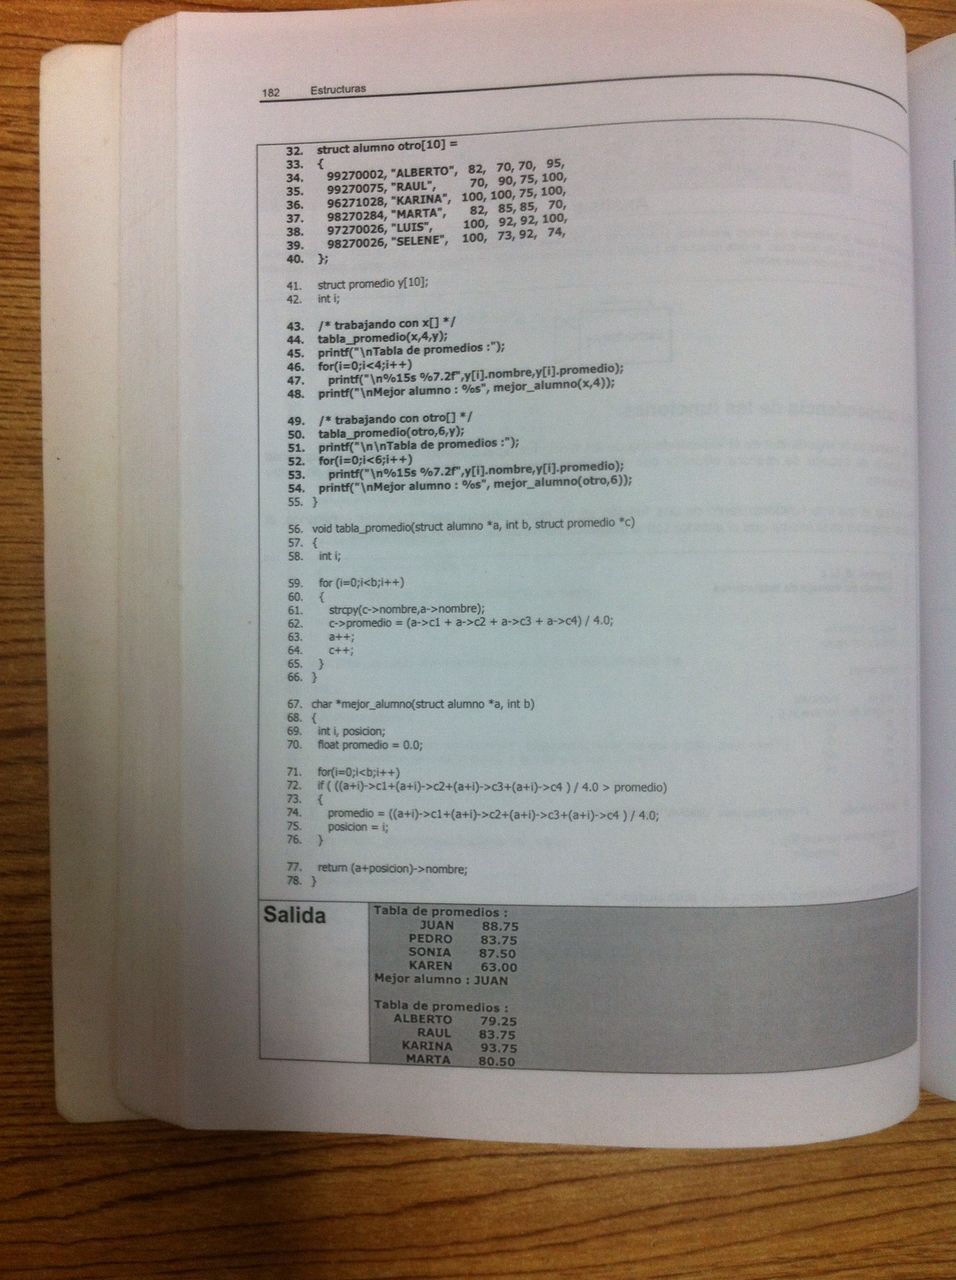 182 Estructuras
32. struct alumno otro[10] =
33. {
34. 99270002, "ALBERTO", 82, 70, 70, 95,
35. 99270075, "RAUL", 70, 90, 75, 100,
36. 96271028, "KARINA", 100, 100, 75, 100,
37. 98270284, "MARTA", 82, 85, 85, 70,
38. 97270026, "LUIS", 100, 92, 92, 100,
39. 98270026, "SELENE", 100, 73, 92, 74,
40. };
41. struct promedio y[10];
42. int i;
43. /* trabajando con x[] */
44. tabla_promedio(x,4,y);
45. printf("\nTabla de promedios :");
46. for(i=0;i<4;i++)
47. printf("\n%15s %7.2f",y[i].nombre,y[i].promedio);
48. printf("\nMejor alumno : %s", mejor_alumno(x,4));
49. /* trabajando con otro[] */
50. tabla_promedio(otro,6,y);
51. printf("\n\nTabla de promedios :");
52. for(i=0;i<6;i++)
53. printf("\n%15s %7.2f",y[i].nombre,y[i].promedio);
54. printf("\nMejor alumno : %s", mejor_alumno(otro,6));
55. }
56. void tabla_promedio(struct alumno *a, int b, struct promedio *c)
57. {
58. int i;
59. for (i=0;i<b;i++)
60. {
61. strcpy(c->nombre,a->nombre);
62. c->promedio = (a->c1 + a->c2 + a->c3 + a->c4) / 4.0;
63. a++;
64. c++;
65. }
66. }
67. char *mejor_alumno(struct alumno *a, int b)
68. {
69. int i, posicion;
70. float promedio = 0.0;
71. for(i=0;i<b;i++)
72. if ( ((a+i)->c1+(a+i)->c2+(a+i)->c3+(a+i)->c4 ) / 4.0 > promedio)
73. {
74. promedio = ((a+i)->c1+(a+i)->c2+(a+i)->c3+(a+i)->c4 ) / 4.0;
75. posicion = i;
76. }
77. return (a+posicion)->nombre;
78. }
Salida
Tabla de promedios :
JUAN 88.75
PEDRO 83.75
SONIA 87.50
KAREN 63.00
Mejor alumno : JUAN
Tabla de promedios :
ALBERTO 79.25
RAUL 83.75
KARINA 93.75
MARTA 80.50